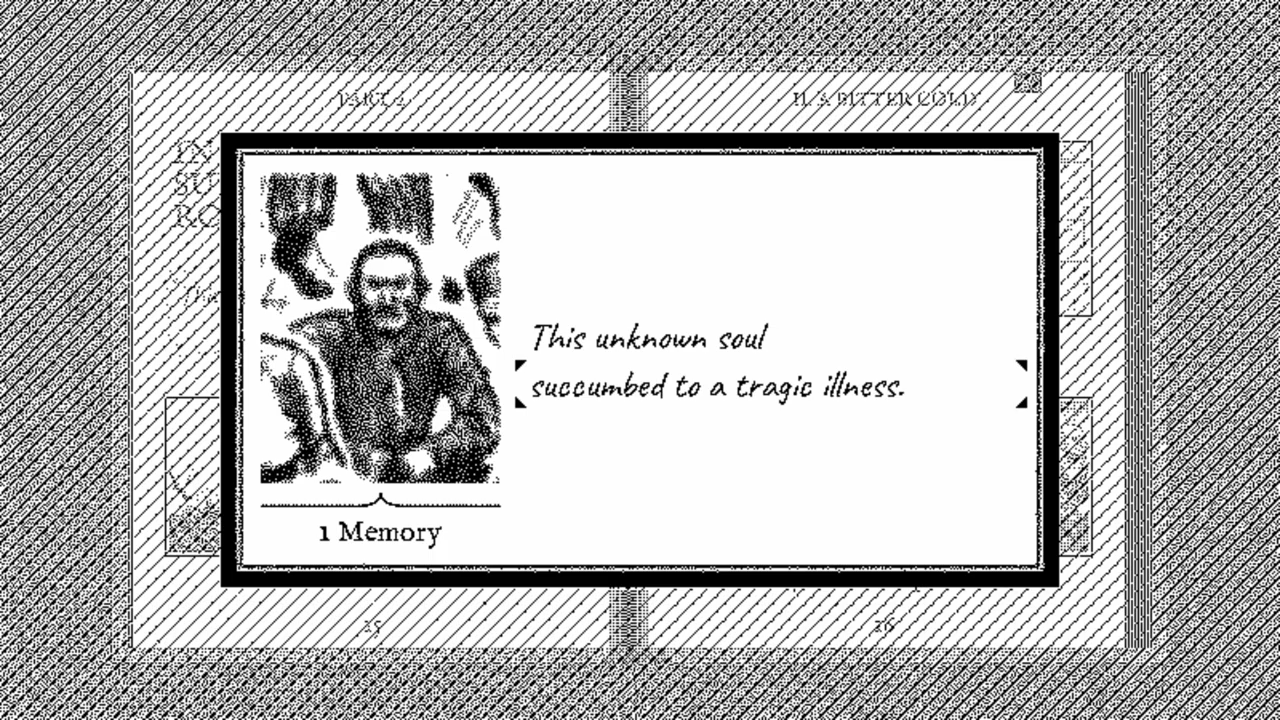 PART 2
II. A BITTER COLD
This unknown soul
succumbed to a tragic illness.
1 Memory
25
26